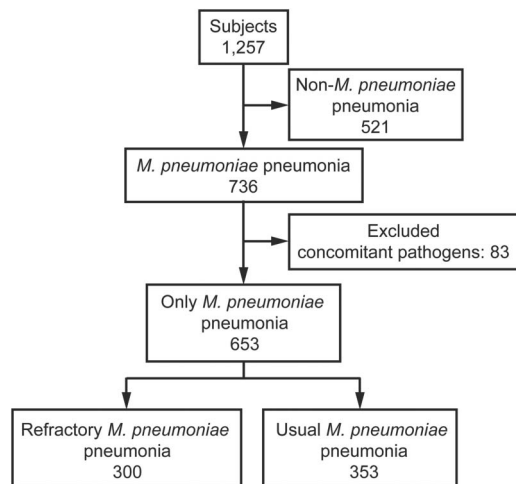 Subjects
1,257
Non-M. pneumoniae
pneumonia
521
M. pneumoniae pneumonia
736
Excluded
concomitant pathogens: 83
Only M. pneumoniae
pneumonia
653
Refractory M. pneumoniae
pneumonia
300
Usual M. pneumoniae
pneumonia
353